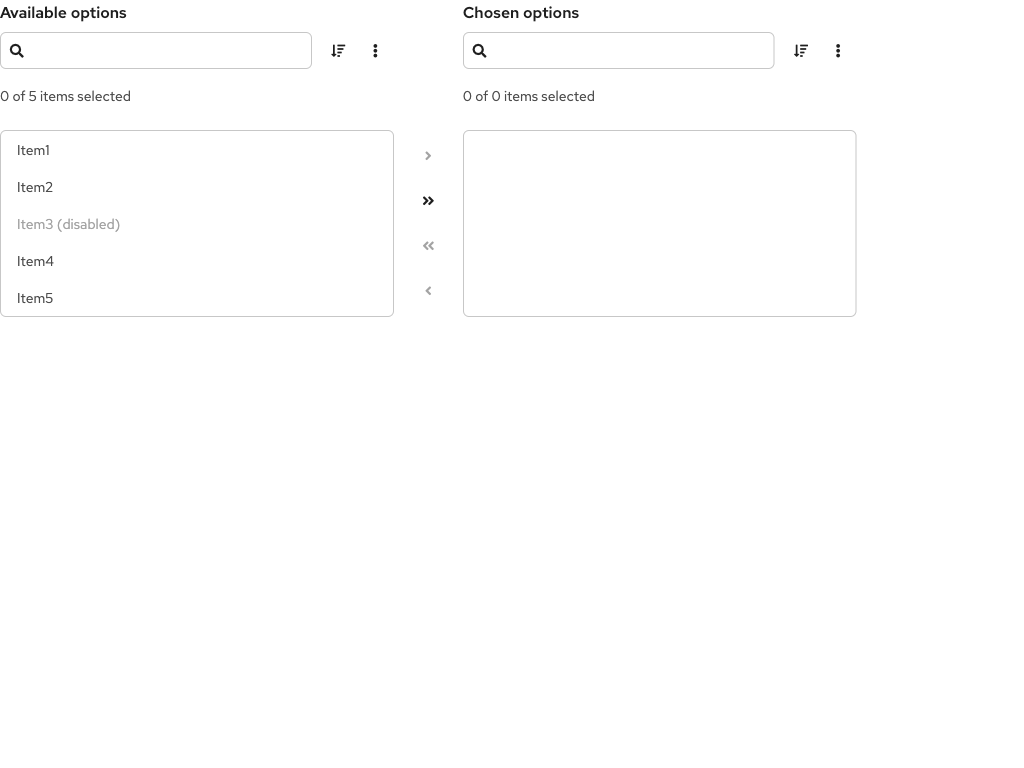 Available options
0 of 5 items selected
Item1
Item2
Item3 (disabled)
Item4
Item5
Chosen options
0 of 0 items selected